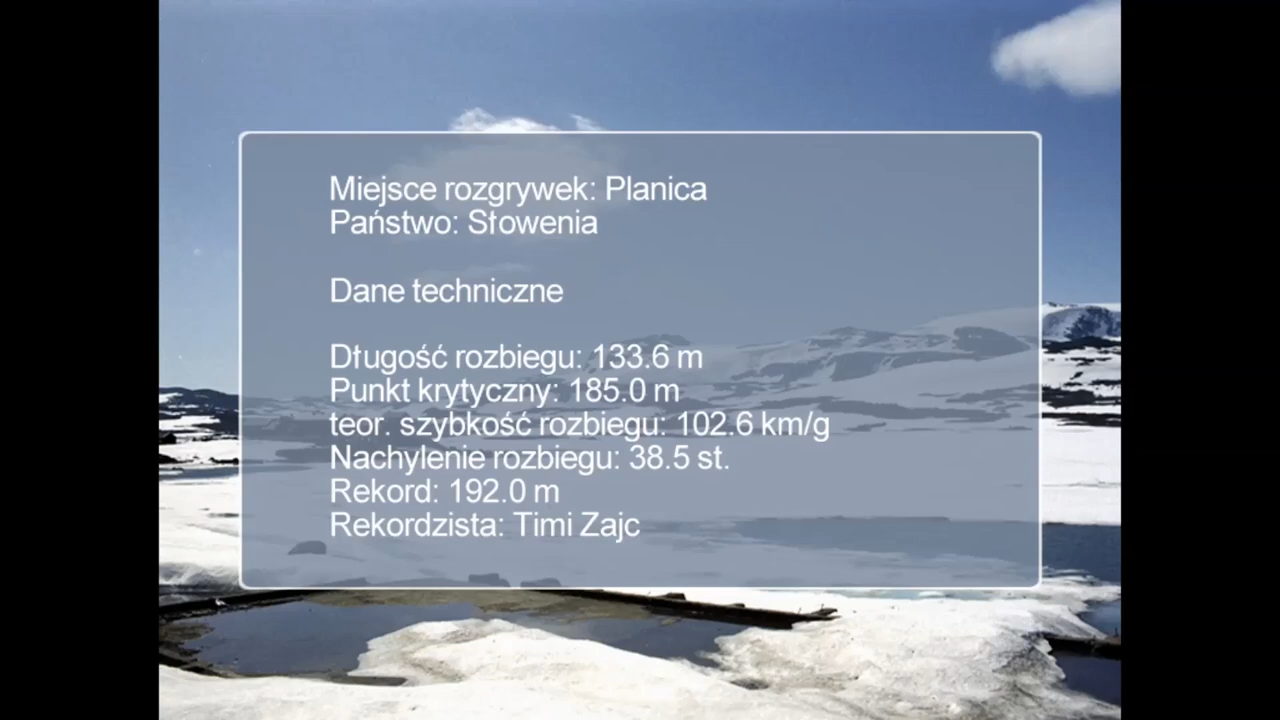 Miejsce rozgrywek: Planica
Państwo: Słowenia
Dane techniczne
Długość rozbiegu: 133.6 m
Punkt krytyczny: 185.0 m
teor. szybkość rozbiegu: 102.6 km/g
Nachylenie rozbiegu: 38.5 st.
Rekord: 192.0 m
Rekordzista: Timi Zajc